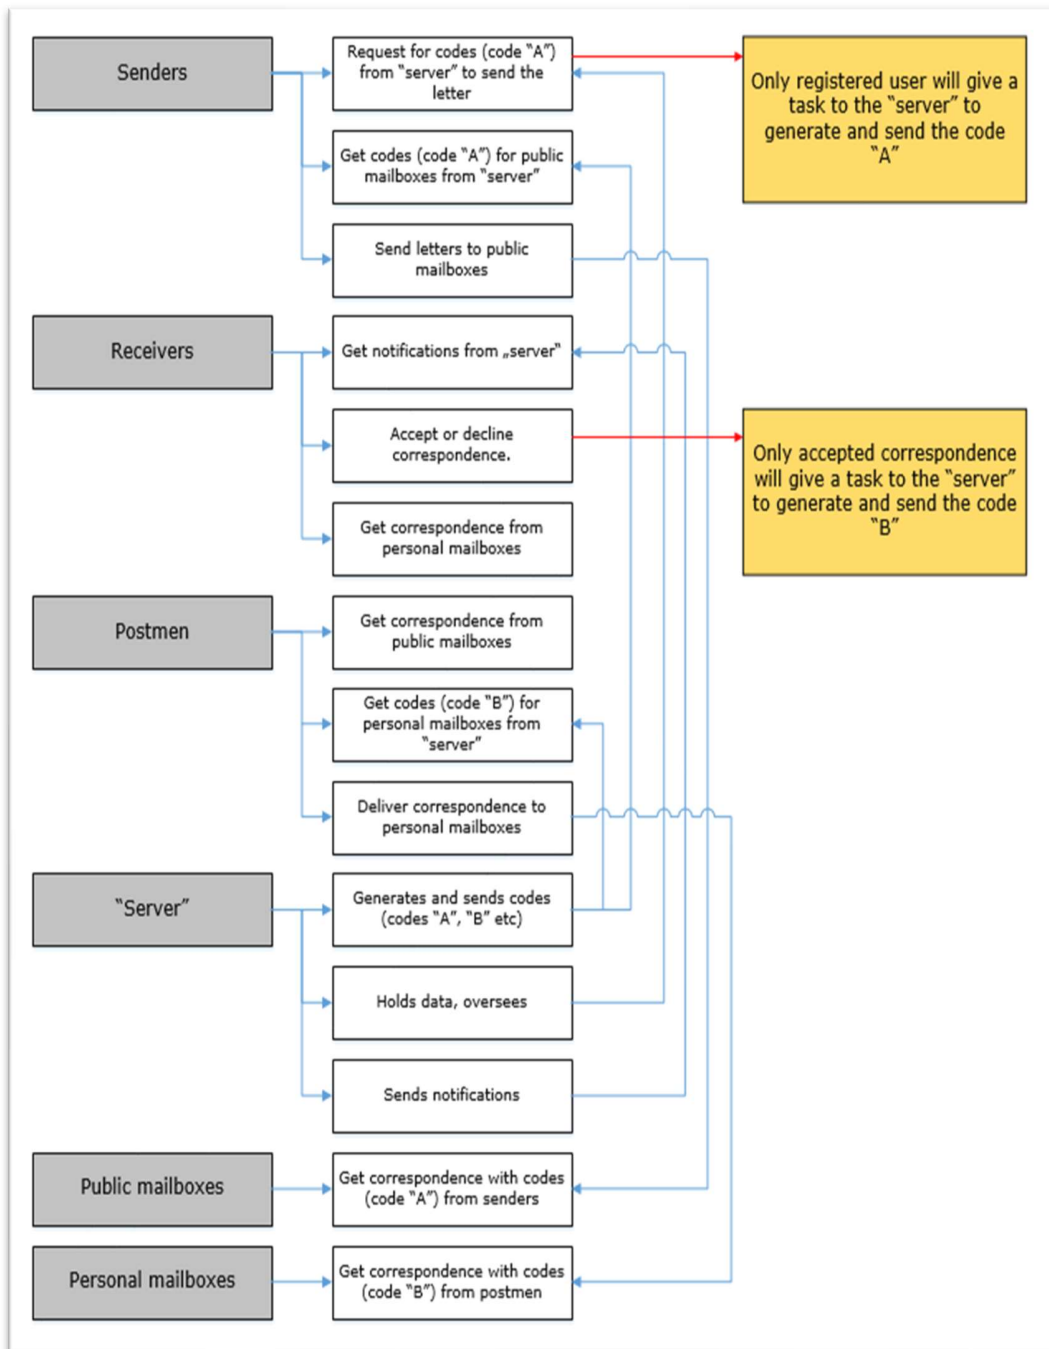 Senders
Request for codes (code “A”)
from “server” to send the
letter
Only registered user will give a
task to the “server” to
generate and send the code
“A”
Get codes (code “A”) for public
mailboxes from “server”
Send letters to public
mailboxes
Receivers
Get notifications from „server“
Accept or decline
correspondence.
Only accepted correspondence
will give a task to the “server”
to generate and send the code
“B”
Get correspondence from
personal mailboxes
Postmen
Get correspondence from
public mailboxes
Get codes (code “B”) for
personal mailboxes from
“server”
Deliver correspondence to
personal mailboxes
“Server”
Generates and sends codes
(codes “A”, “B” etc)
Holds data, oversees
Sends notifications
Public mailboxes
Get correspondence with codes
(code “A”) from senders
Personal mailboxes
Get correspondence with codes
(code “B”) from postmen